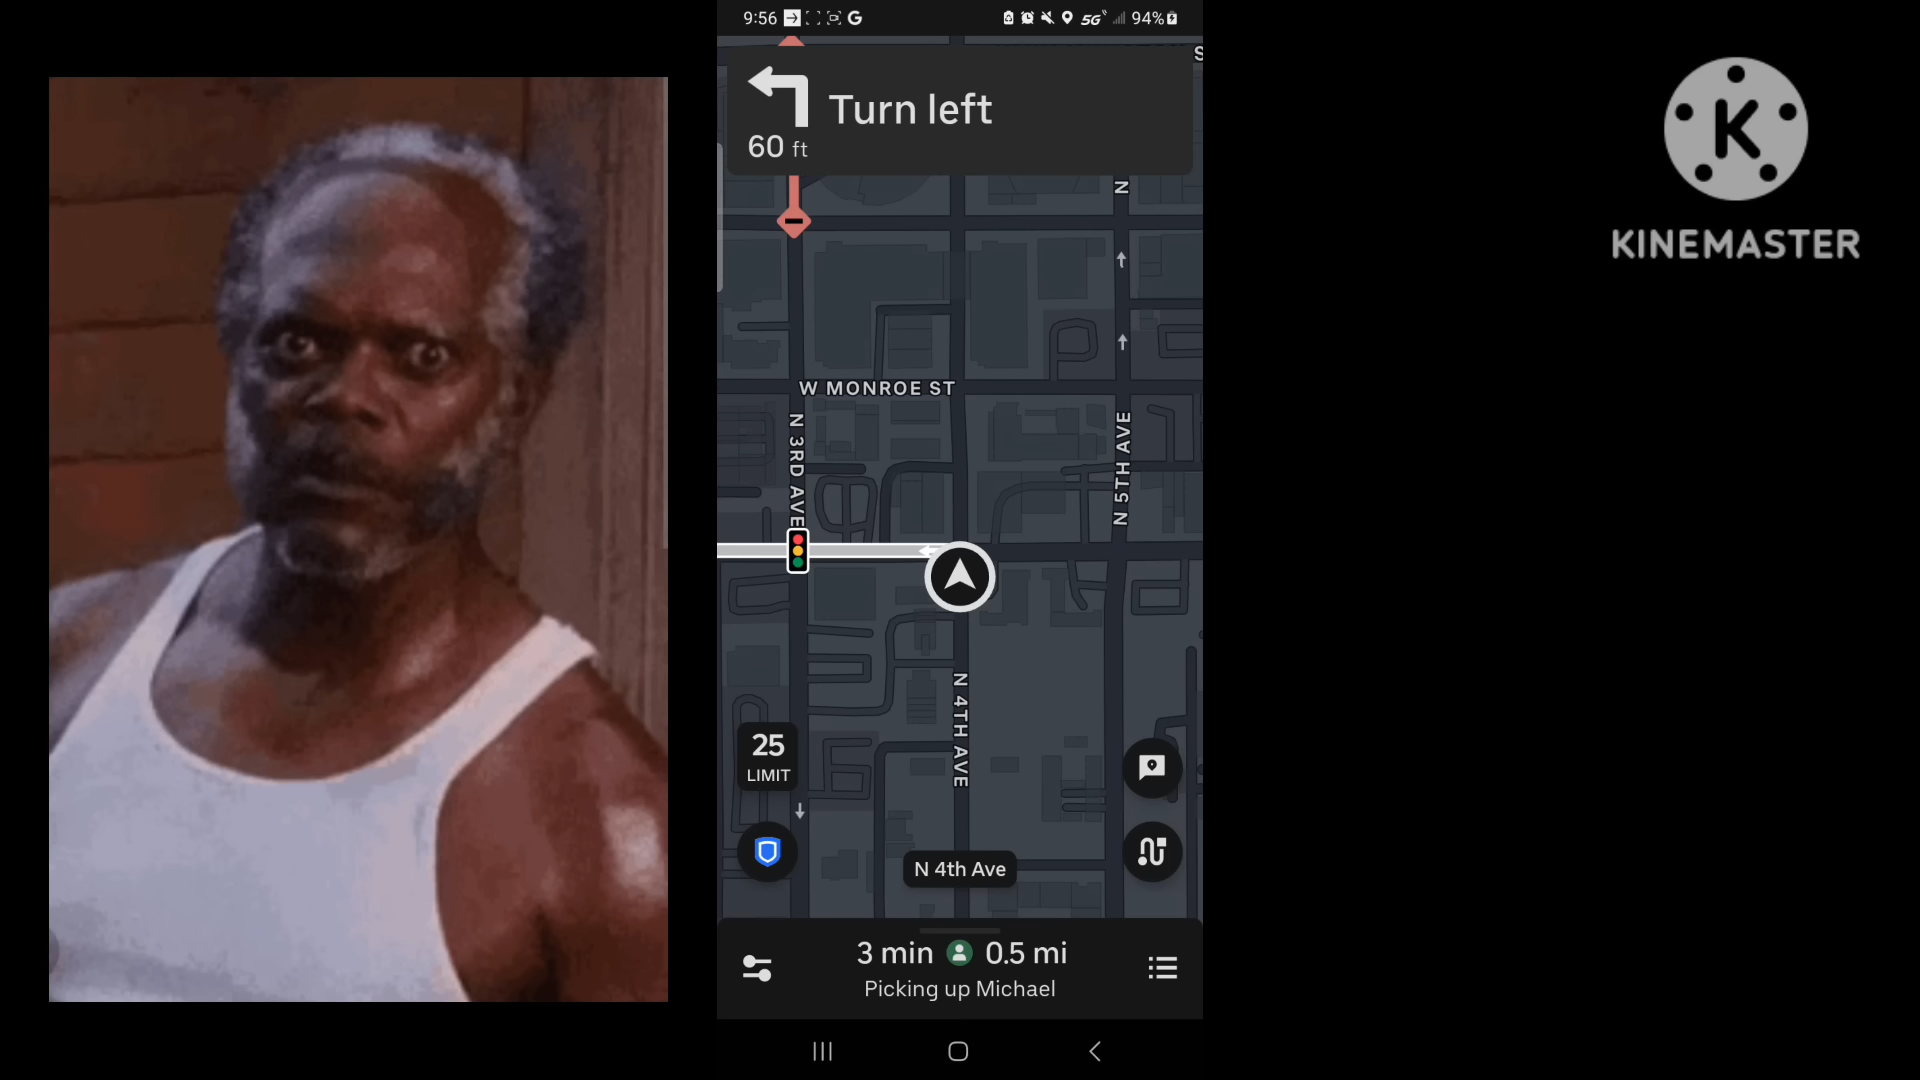 9:56
G
5G
94%
S
Turn left
60 ft
N
W MONROE ST
N 3RD AVE
N 5TH AVE
N 4TH AVE
25
LIMIT
N 4th Ave
3 min 0.5 mi
Picking up Michael
K
KINEMASTER